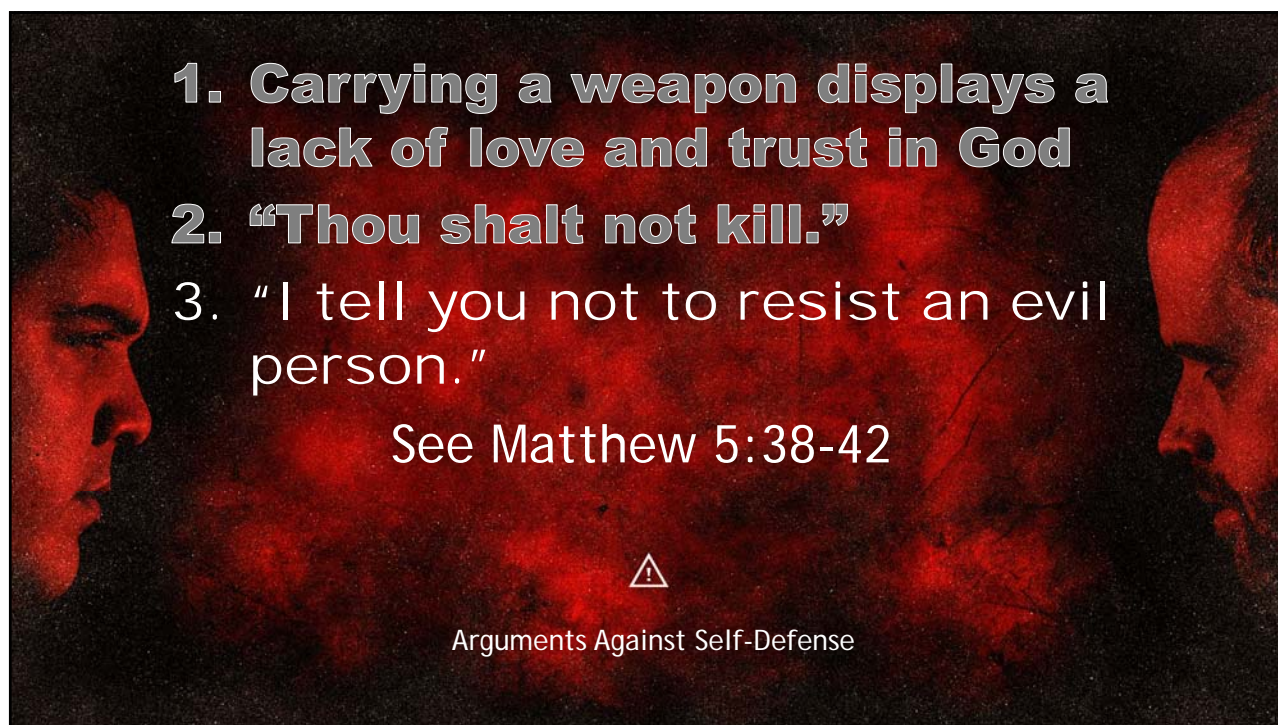 1. Carrying a weapon displays a
lack of love and trust in God
2. “Thou shalt not kill.”
3. “I tell you not to resist an evil
person.”
See Matthew 5:38-42
!
Arguments Against Self-Defense